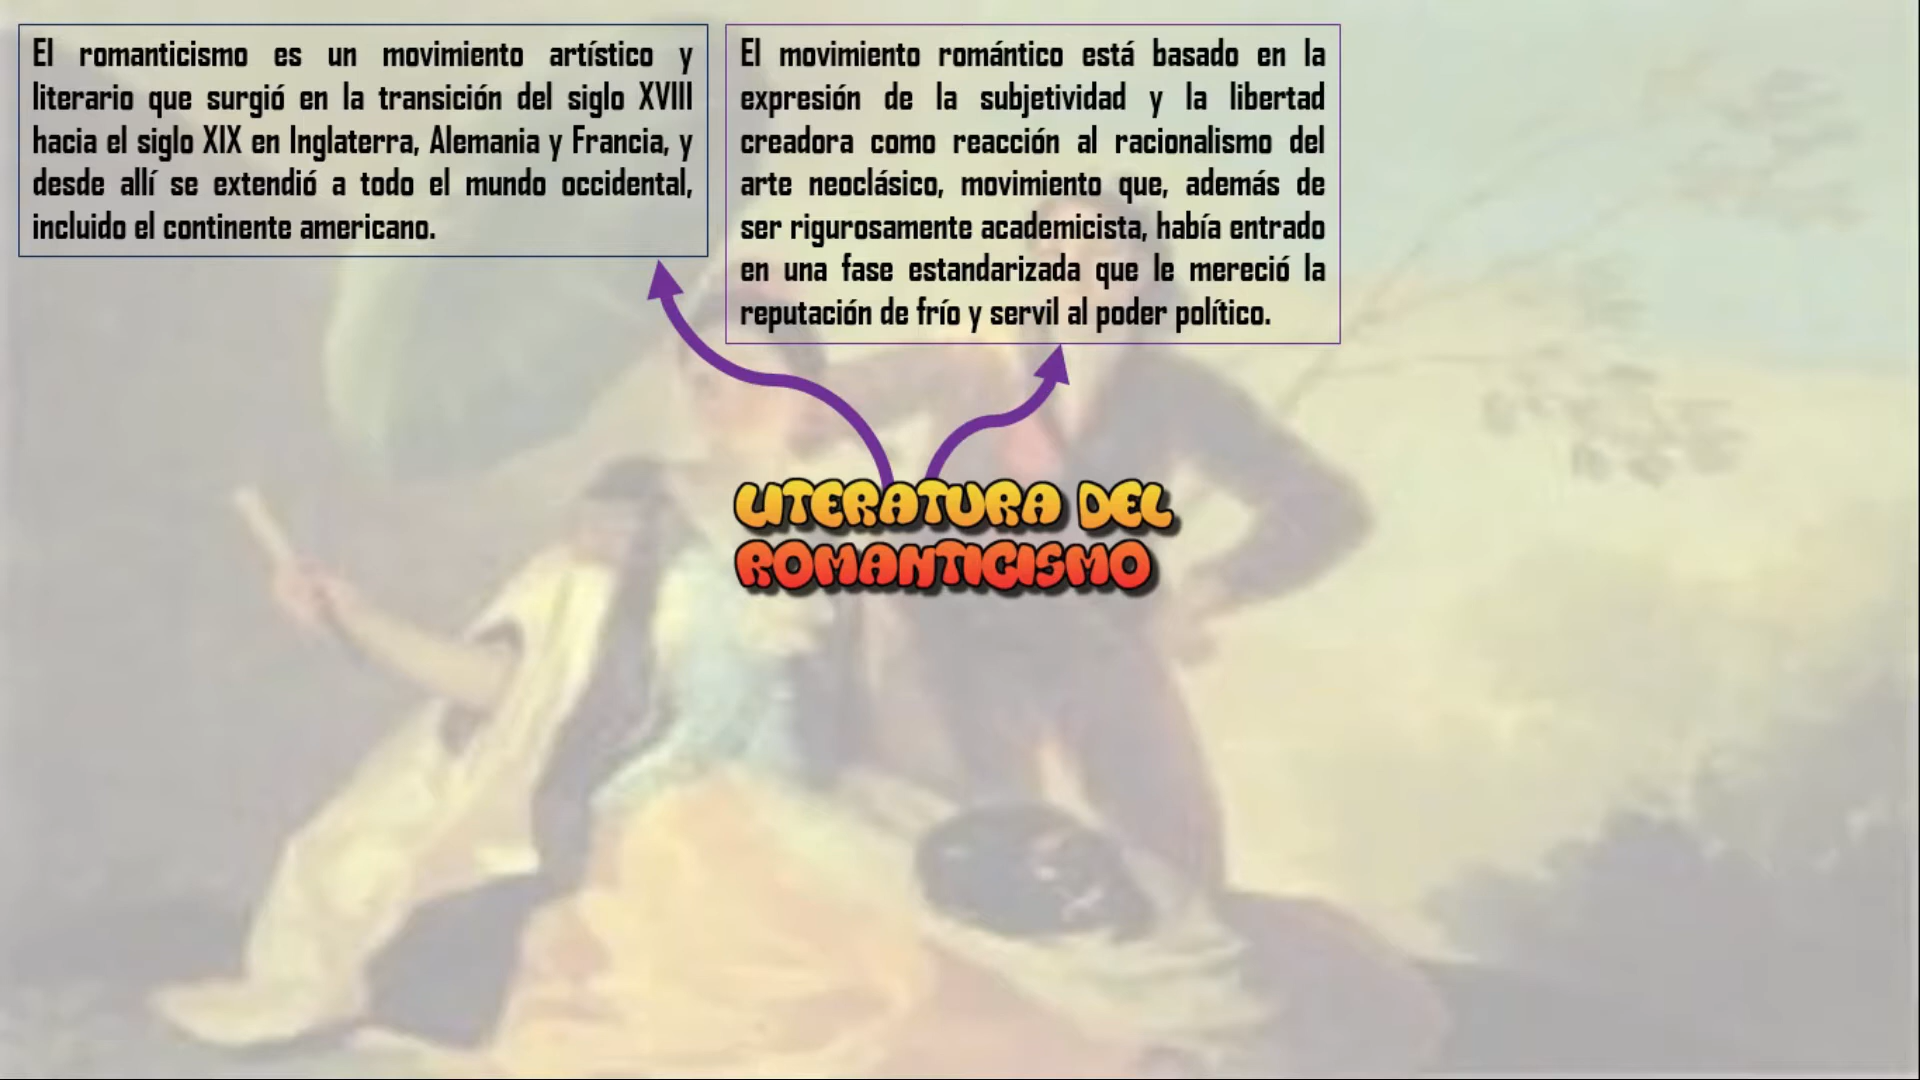 El romanticismo es un movimiento artístico y
literario que surgió en la transición del siglo XVIII
hacia el siglo XIX en Inglaterra, Alemania y Francia, y
desde allí se extendió a todo el mundo occidental,
incluido el continente americano.
El movimiento romántico está basado en la
expresión de la subjetividad y la libertad
creadora como reacción al racionalismo del
arte neoclásico, movimiento que, además de
ser rigurosamente academicista, había entrado
en una fase estandarizada que le mereció la
reputación de frío y servil al poder político.
LITERATURA DEL
ROMANTICISMO